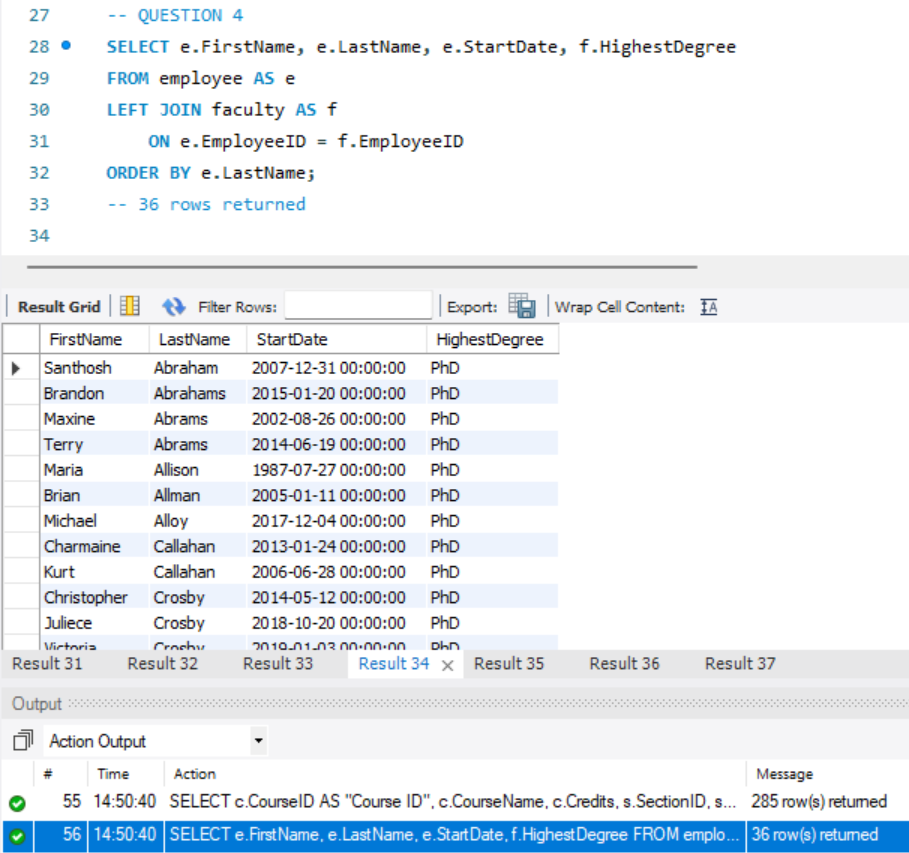 27 -- QUESTION 4
28 SELECT e.FirstName, e.LastName, e.StartDate, f.HighestDegree
29 FROM employee AS e
30 LEFT JOIN faculty AS f
31 ON e.EmployeeID = f.EmployeeID
32 ORDER BY e.LastName;
33 -- 36 rows returned
34
Result Grid Filter Rows: Export: Wrap Cell Content: IA
FirstName LastName StartDate HighestDegree
Santhosh Abraham 2007-12-31 00:00:00 PhD
Brandon Abrahams 2015-01-20 00:00:00 PhD
Maxine Abrams 2002-08-26 00:00:00 PhD
Terry Abrams 2014-06-19 00:00:00 PhD
Maria Allison 1987-07-27 00:00:00 PhD
Brian Allman 2005-01-11 00:00:00 PhD
Michael Alloy 2017-12-04 00:00:00 PhD
Charmaine Callahan 2013-01-24 00:00:00 PhD
Kurt Callahan 2006-06-28 00:00:00 PhD
Christopher Crosby 2014-05-12 00:00:00 PhD
Juliece Crosby 2018-10-20 00:00:00 PhD
Victoria Crosby 2019-01-03 00:00:00 PhD
Result 31 Result 32 Result 33 Result 34 Result 35 Result 36 Result 37
Output
Action Output
# Time Action Message
55 14:50:40 SELECT c.CourseID AS "Course ID", c.CourseName, c.Credits, s.SectionID, s... 285 row(s) returned
56 14:50:40 SELECT e.FirstName, e.LastName, e.StartDate, f.HighestDegree FROM emplo... 36 row(s) returned